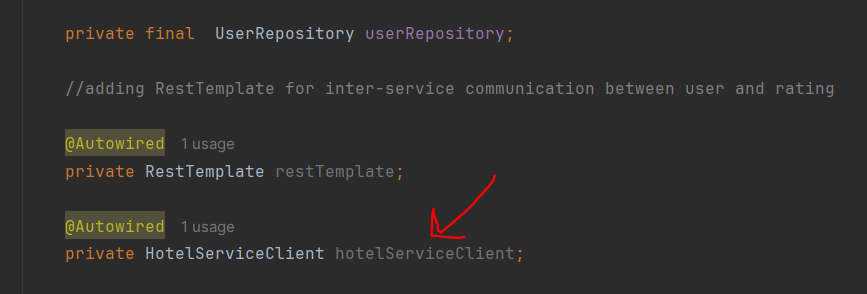 private final  UserRepository userRepository;
//adding RestTemplate for inter-service communication between user and rating
@Autowired 1 usage
private RestTemplate restTemplate;
@Autowired 1 usage
private HotelServiceClient hotelServiceClient;